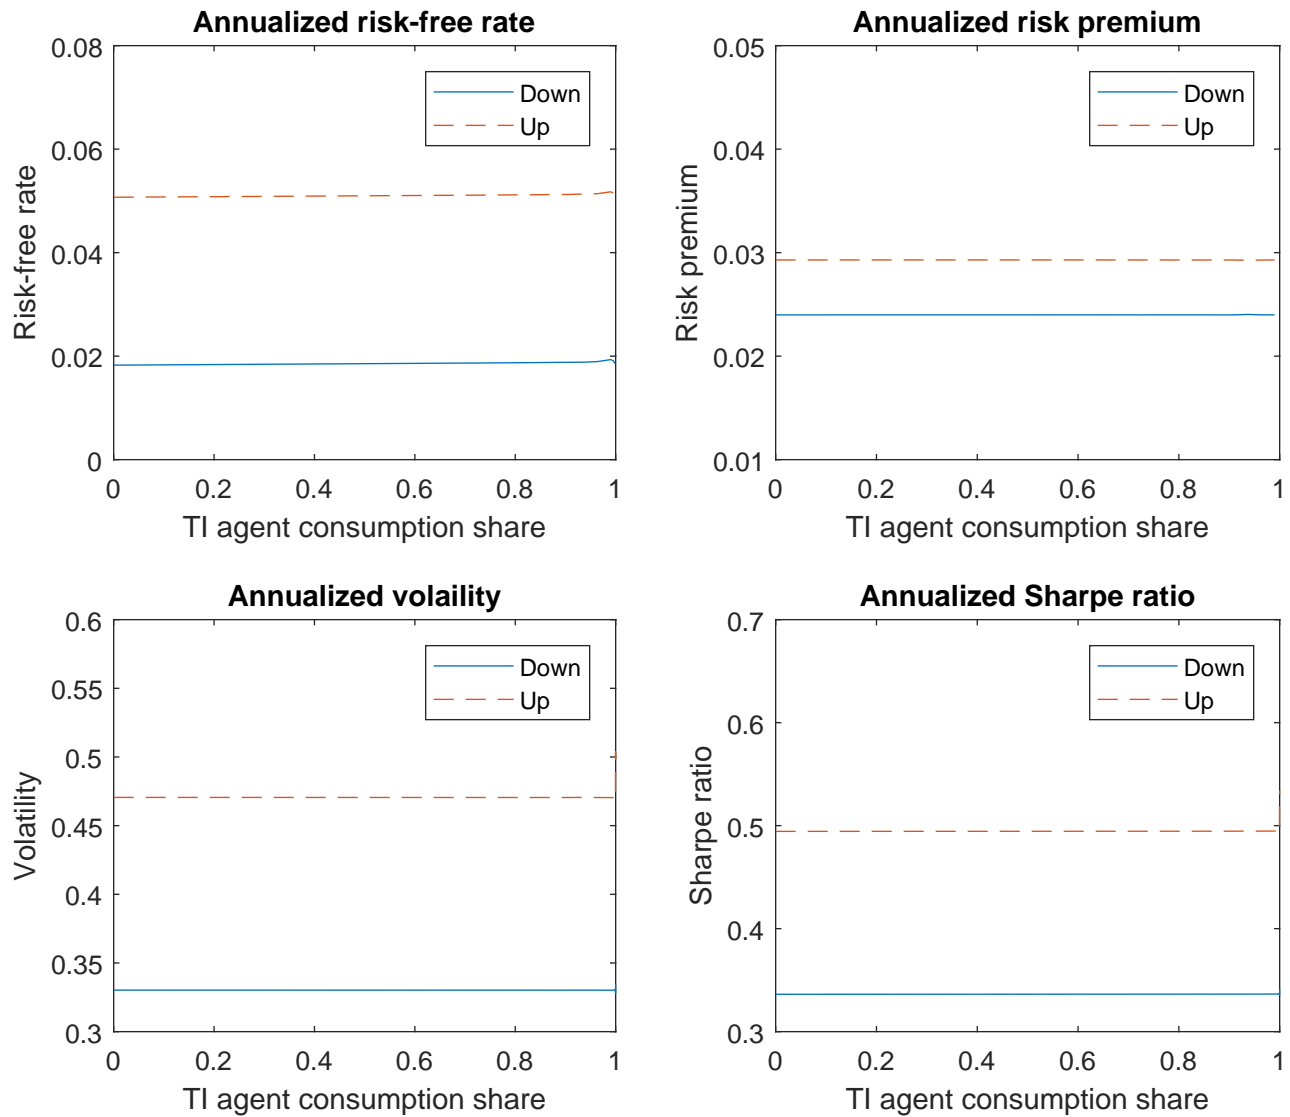 Annualized risk-free rate
0.08
0.06
0.04
0.02
0
Risk-free rate
Down
Up
0 0.2 0.4 0.6 0.8 1
TI agent consumption share
Annualized risk premium
0.05
0.04
0.03
0.02
0.01
Risk premium
Down
Up
0 0.2 0.4 0.6 0.8 1
TI agent consumption share
Annualized volaility
0.6
0.55
0.5
0.45
0.4
0.35
0.3
Volatility
Down
Up
0 0.2 0.4 0.6 0.8 1
TI agent consumption share
Annualized Sharpe ratio
0.7
0.6
0.5
0.4
0.3
Sharpe ratio
Down
Up
0 0.2 0.4 0.6 0.8 1
TI agent consumption share